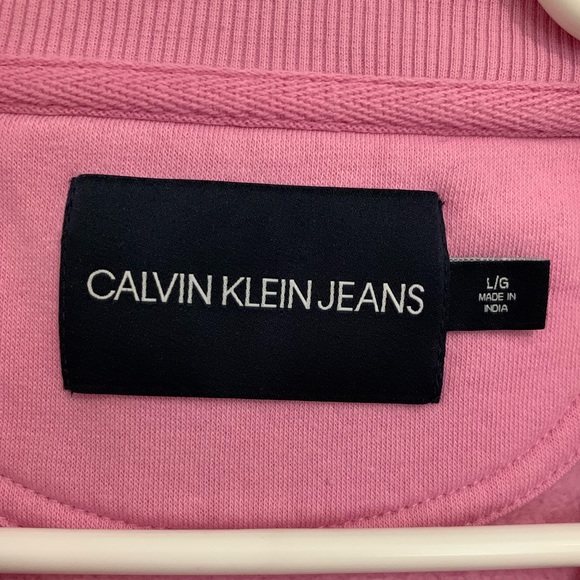 CALVIN KLEIN JEANS
L/G
MADE IN
INDIA